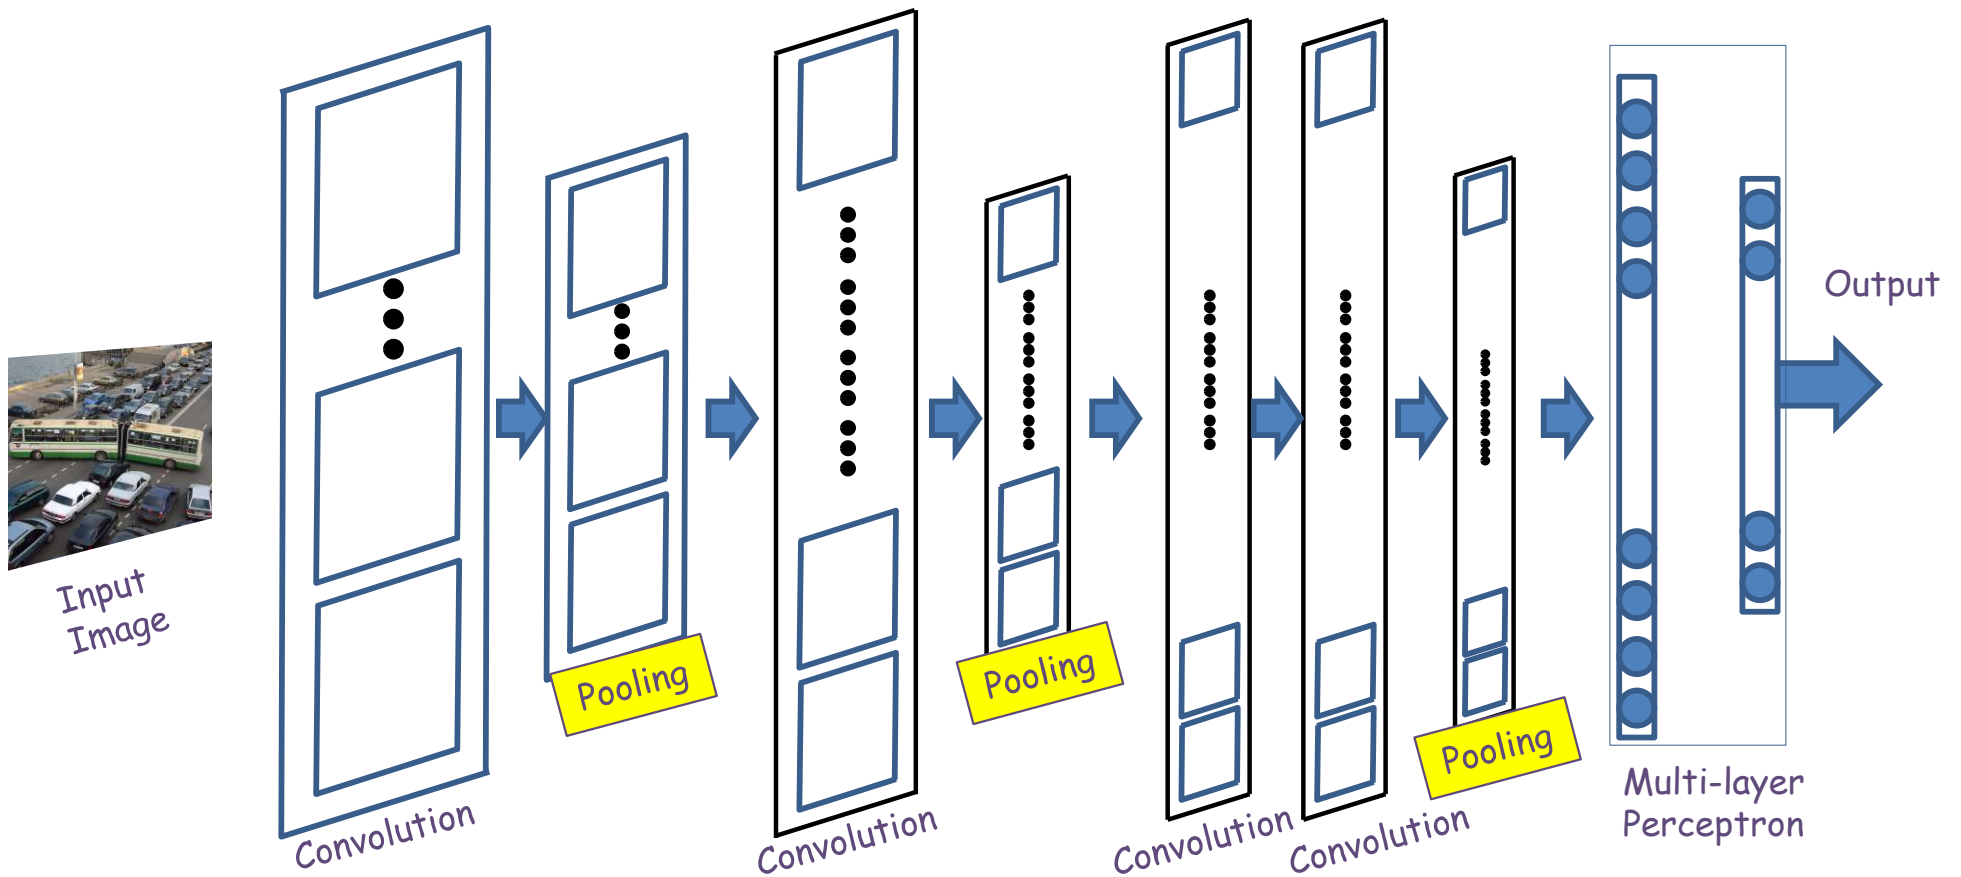 Input
Image
Convolution
Pooling
Convolution
Pooling
Convolution
Convolution
Pooling
Multi-layer
Perceptron
Output